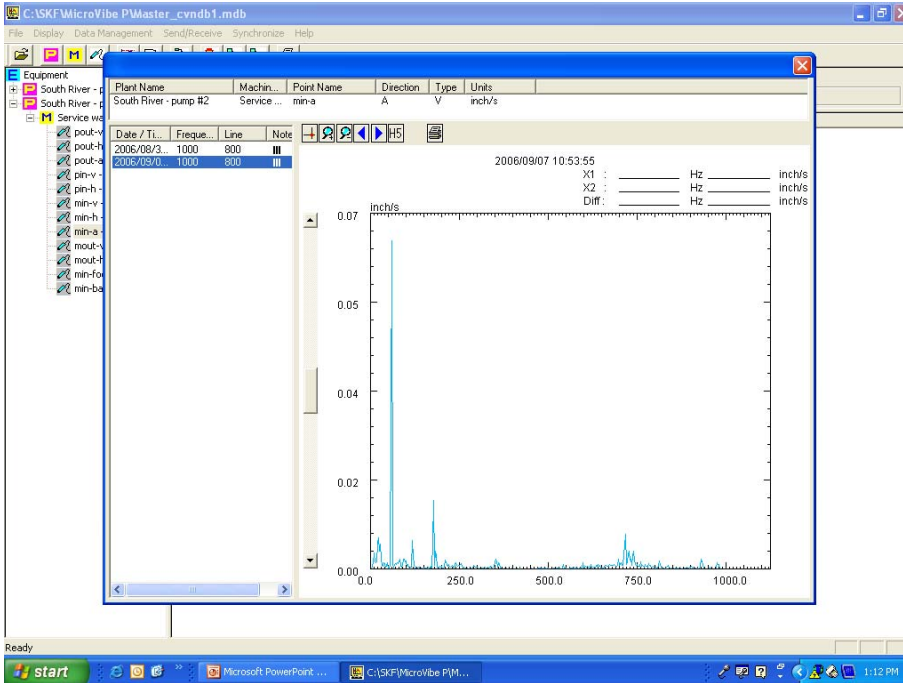 C:\SKF\MicroVibe P\Master_cvndb1.mdb
File Display Data Management Send/Receive Synchronize Help
P M
E Equipment
P South River - p
P South River - p
M Service wa
pout-v
pout-h
pout-a
pin-v -
pin-h -
min-v -
min-h -
min-a -
mout-v
mout-h
min-foo
min-ba
Plant Name Machin... Point Name Direction Type Units
South River - pump #2 Service ... min-a A V inch/s
Date / Ti... Freque... Line Note
2006/08/3... 1000 800
2006/09/0... 1000 800
H5
2006/09/07 10:53:55
X1 : Hz inch/s
X2 : Hz inch/s
Diff : Hz inch/s
inch/s
0.07
0.05
0.04
0.02
0.00
0.0 250.0 500.0 750.0 1000.0
Ready
start Microsoft PowerPoint ... C:\SKF\MicroVibe P\M... 1:12 PM